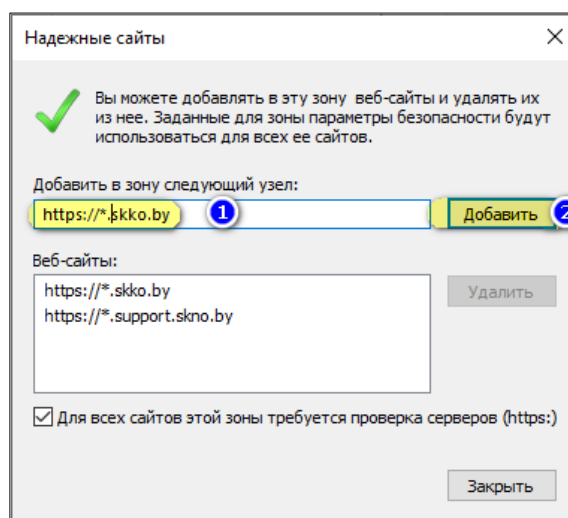 Надежные сайты
Вы можете добавлять в эту зону веб-сайты и удалять их
из нее. Заданные для зоны параметры безопасности будут
использоваться для всех ее сайтов.
Добавить в зону следующий узел:
https://*.skko.by 1 Добавить 2
Веб-сайты:
https://*.skko.by Удалить
https://*.support.skno.by
Для всех сайтов этой зоны требуется проверка серверов (https:)
Закрыть